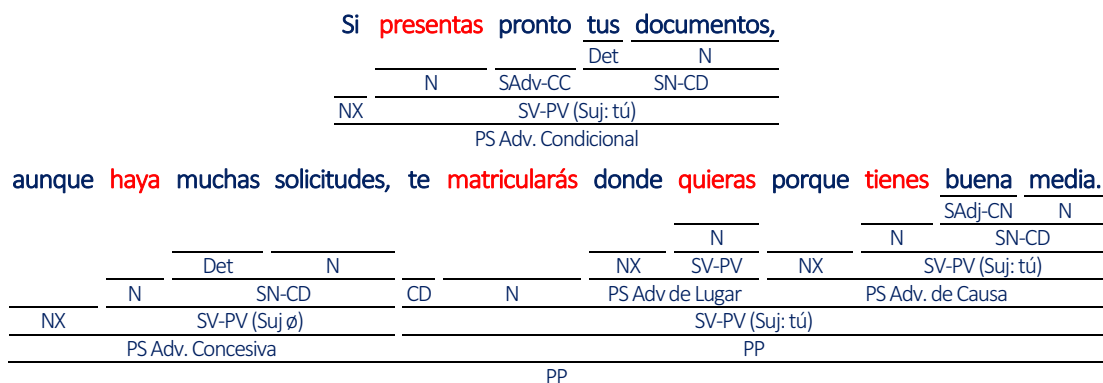 Si presentas pronto tus documentos,
Det N
N SAdv-CC SN-CD
NX SV-PV (Suj: tú)
PS Adv. Condicional
aunque haya muchas solicitudes, te matricularás donde quieras porque tienes buena media.
SAdj-CN N
N N SN-CD
Det N NX SV-PV NX SV-PV (Suj: tú)
N SN-CD CD N PS Adv de Lugar PS Adv. de Causa
NX SV-PV (Suj ø) SV-PV (Suj: tú)
PS Adv. Concesiva PP
PP